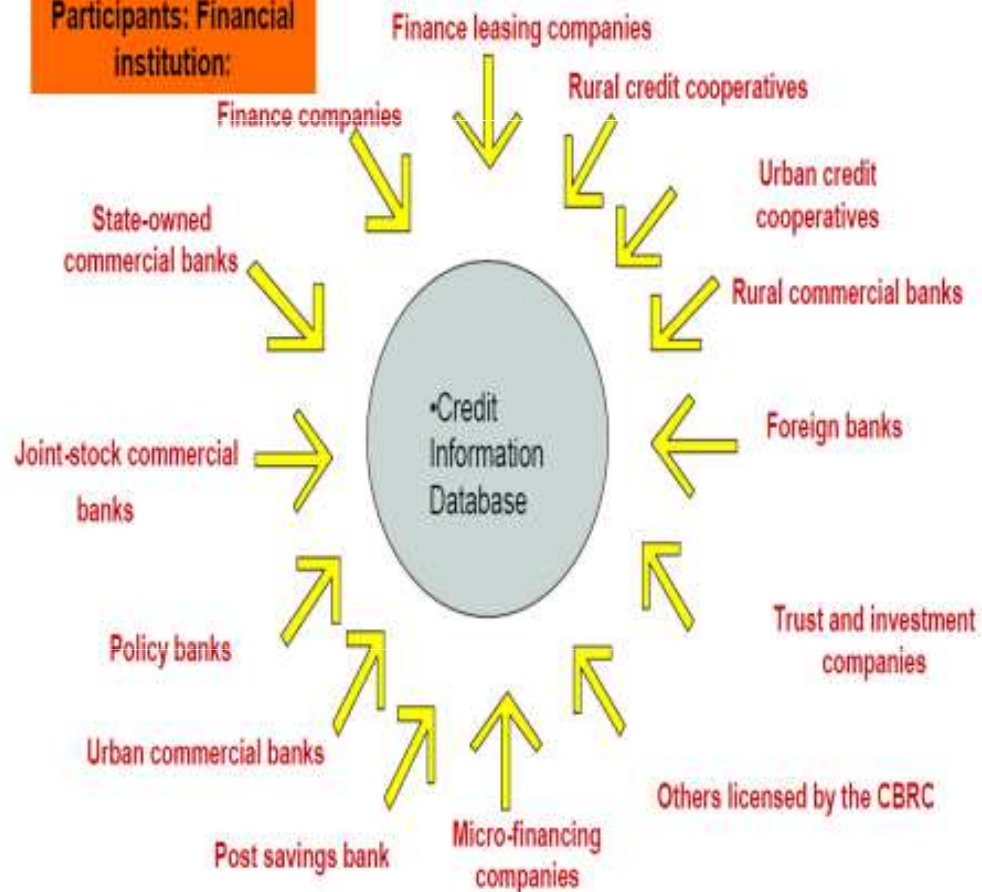 Participants: Financial
institution:
Finance leasing companies
Rural credit cooperatives
Finance companies
Urban credit
cooperatives
State-owned
commercial banks
Rural commercial banks
•Credit
Information
Database
Foreign banks
Joint-stock commercial
banks
Trust and investment
companies
Policy banks
Urban commercial banks
Others licensed by the CBRC
Post savings bank
Micro-financing
companies